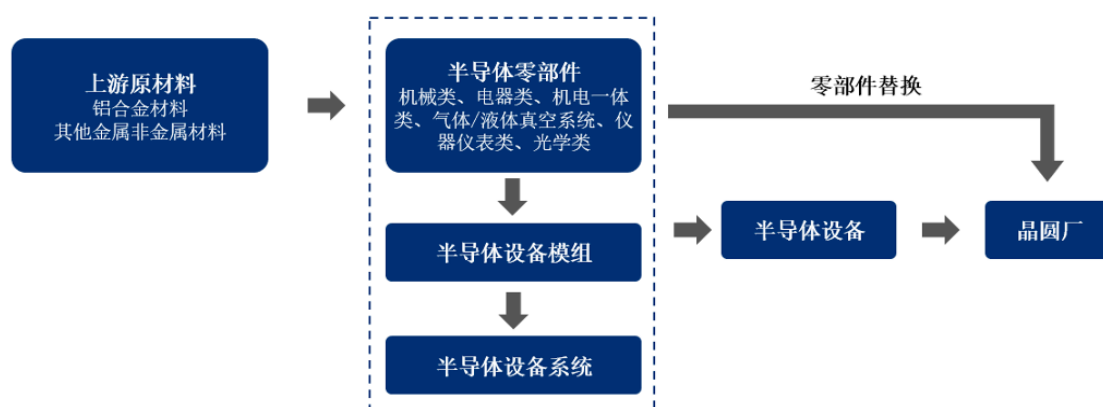 上游原材料
铝合金材料
其他金属非金属材料
半导体零部件
机械类、电器类、机电一体
类、气体/液体真空系统、仪
器仪表类、光学类
零部件替换
半导体设备模组
半导体设备
晶圆厂
半导体设备系统